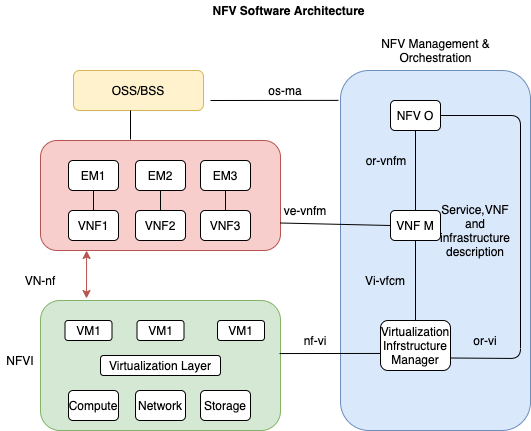 NFV Software Architecture
NFV Management &
Orchestration
OSS/BSS
os-ma
NFV O
or-vnfm
EM1
EM2
EM3
VNF1
VNF2
VNF3
ve-vnfm
VNF M
Service,VNF
and
infrastructure
description
VN-nf
Vi-vfcm
NFVI
VM1
VM1
VM1
Virtualization Layer
Compute
Network
Storage
nf-vi
Virtualization
Infrstructure
Manager
or-vi